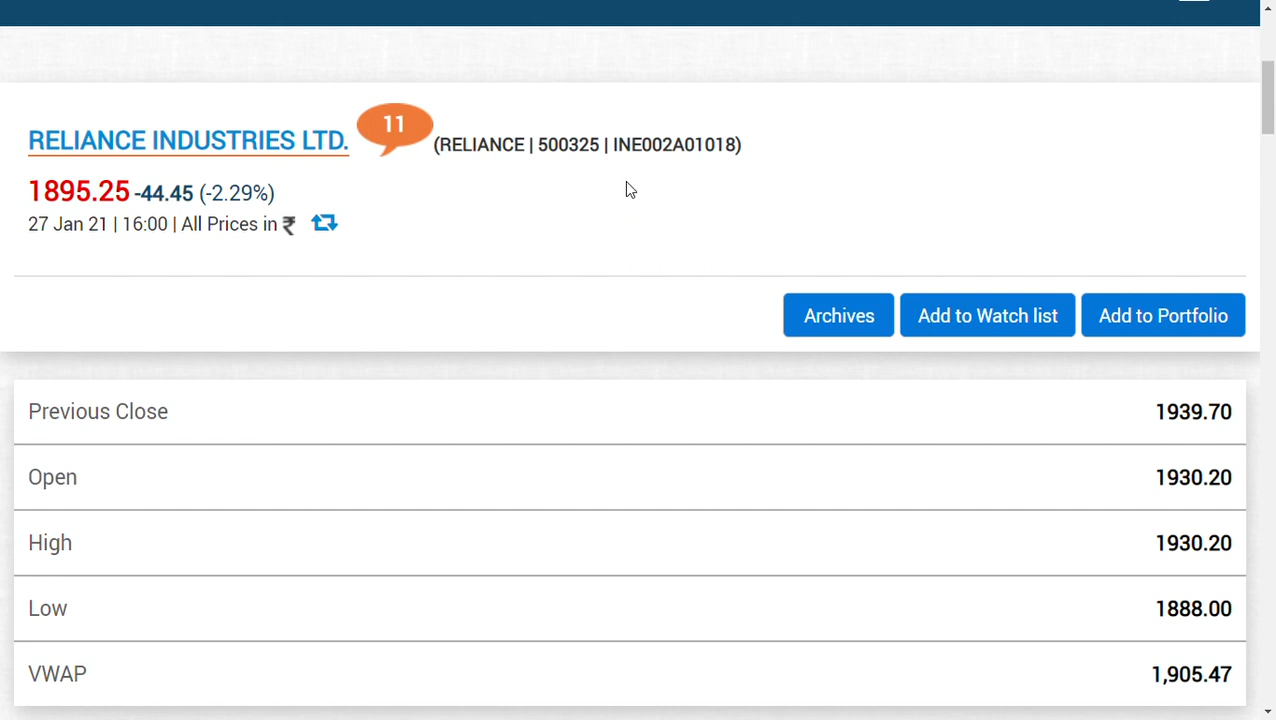 RELIANCE INDUSTRIES LTD. 11 (RELIANCE | 500325 | INE002A01018)
1895.25 -44.45 (-2.29%)
27 Jan 21 | 16:00 | All Prices in ₹
Archives Add to Watch list Add to Portfolio
Previous Close 1939.70
Open 1930.20
High 1930.20
Low 1888.00
VWAP 1,905.47